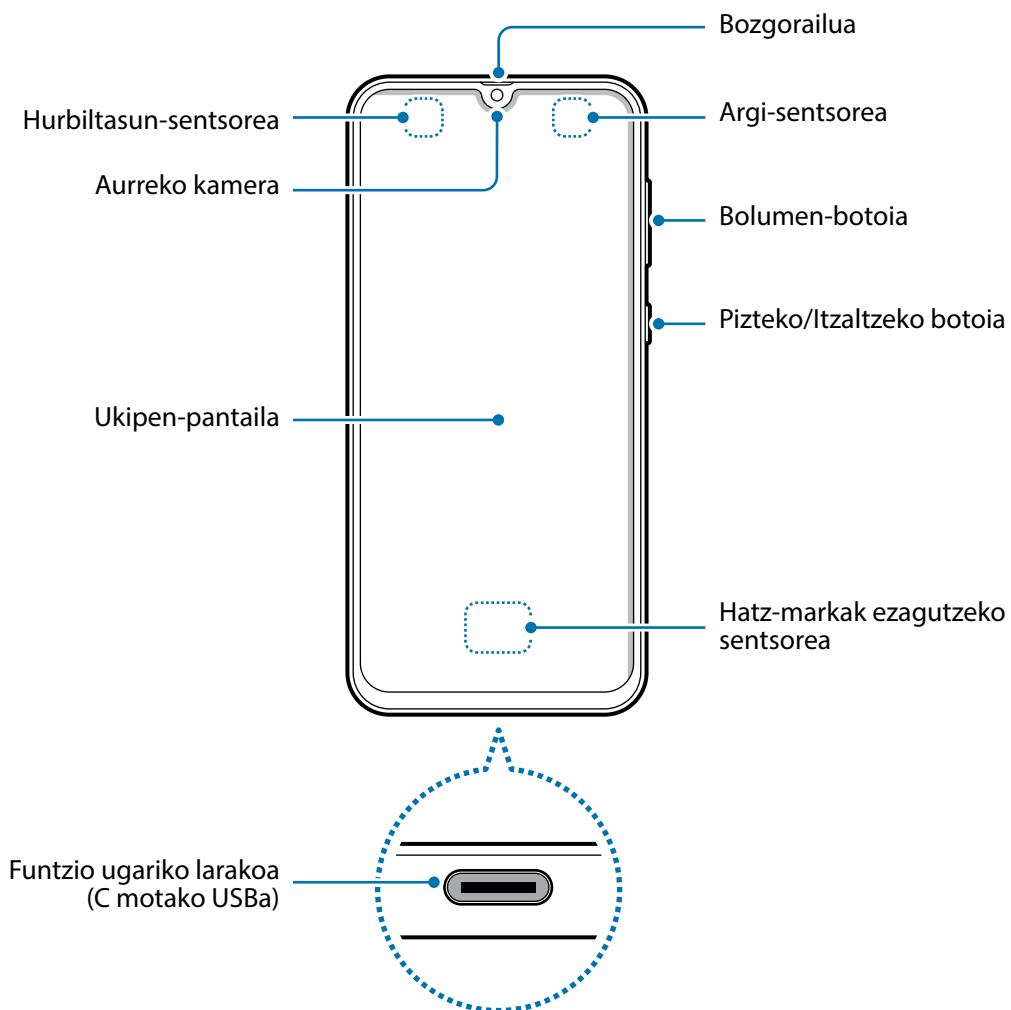 Bozgorailua
Hurbiltasun-sentsorea
Argi-sentsorea
Aurreko kamera
Bolumen-botoia
Pizteko/Itzaltzeko botoia
Ukipen-pantaila
Hatz-markak ezagutzeko
sentsorea
Funtzio ugariko larakoa
(C motako USBa)